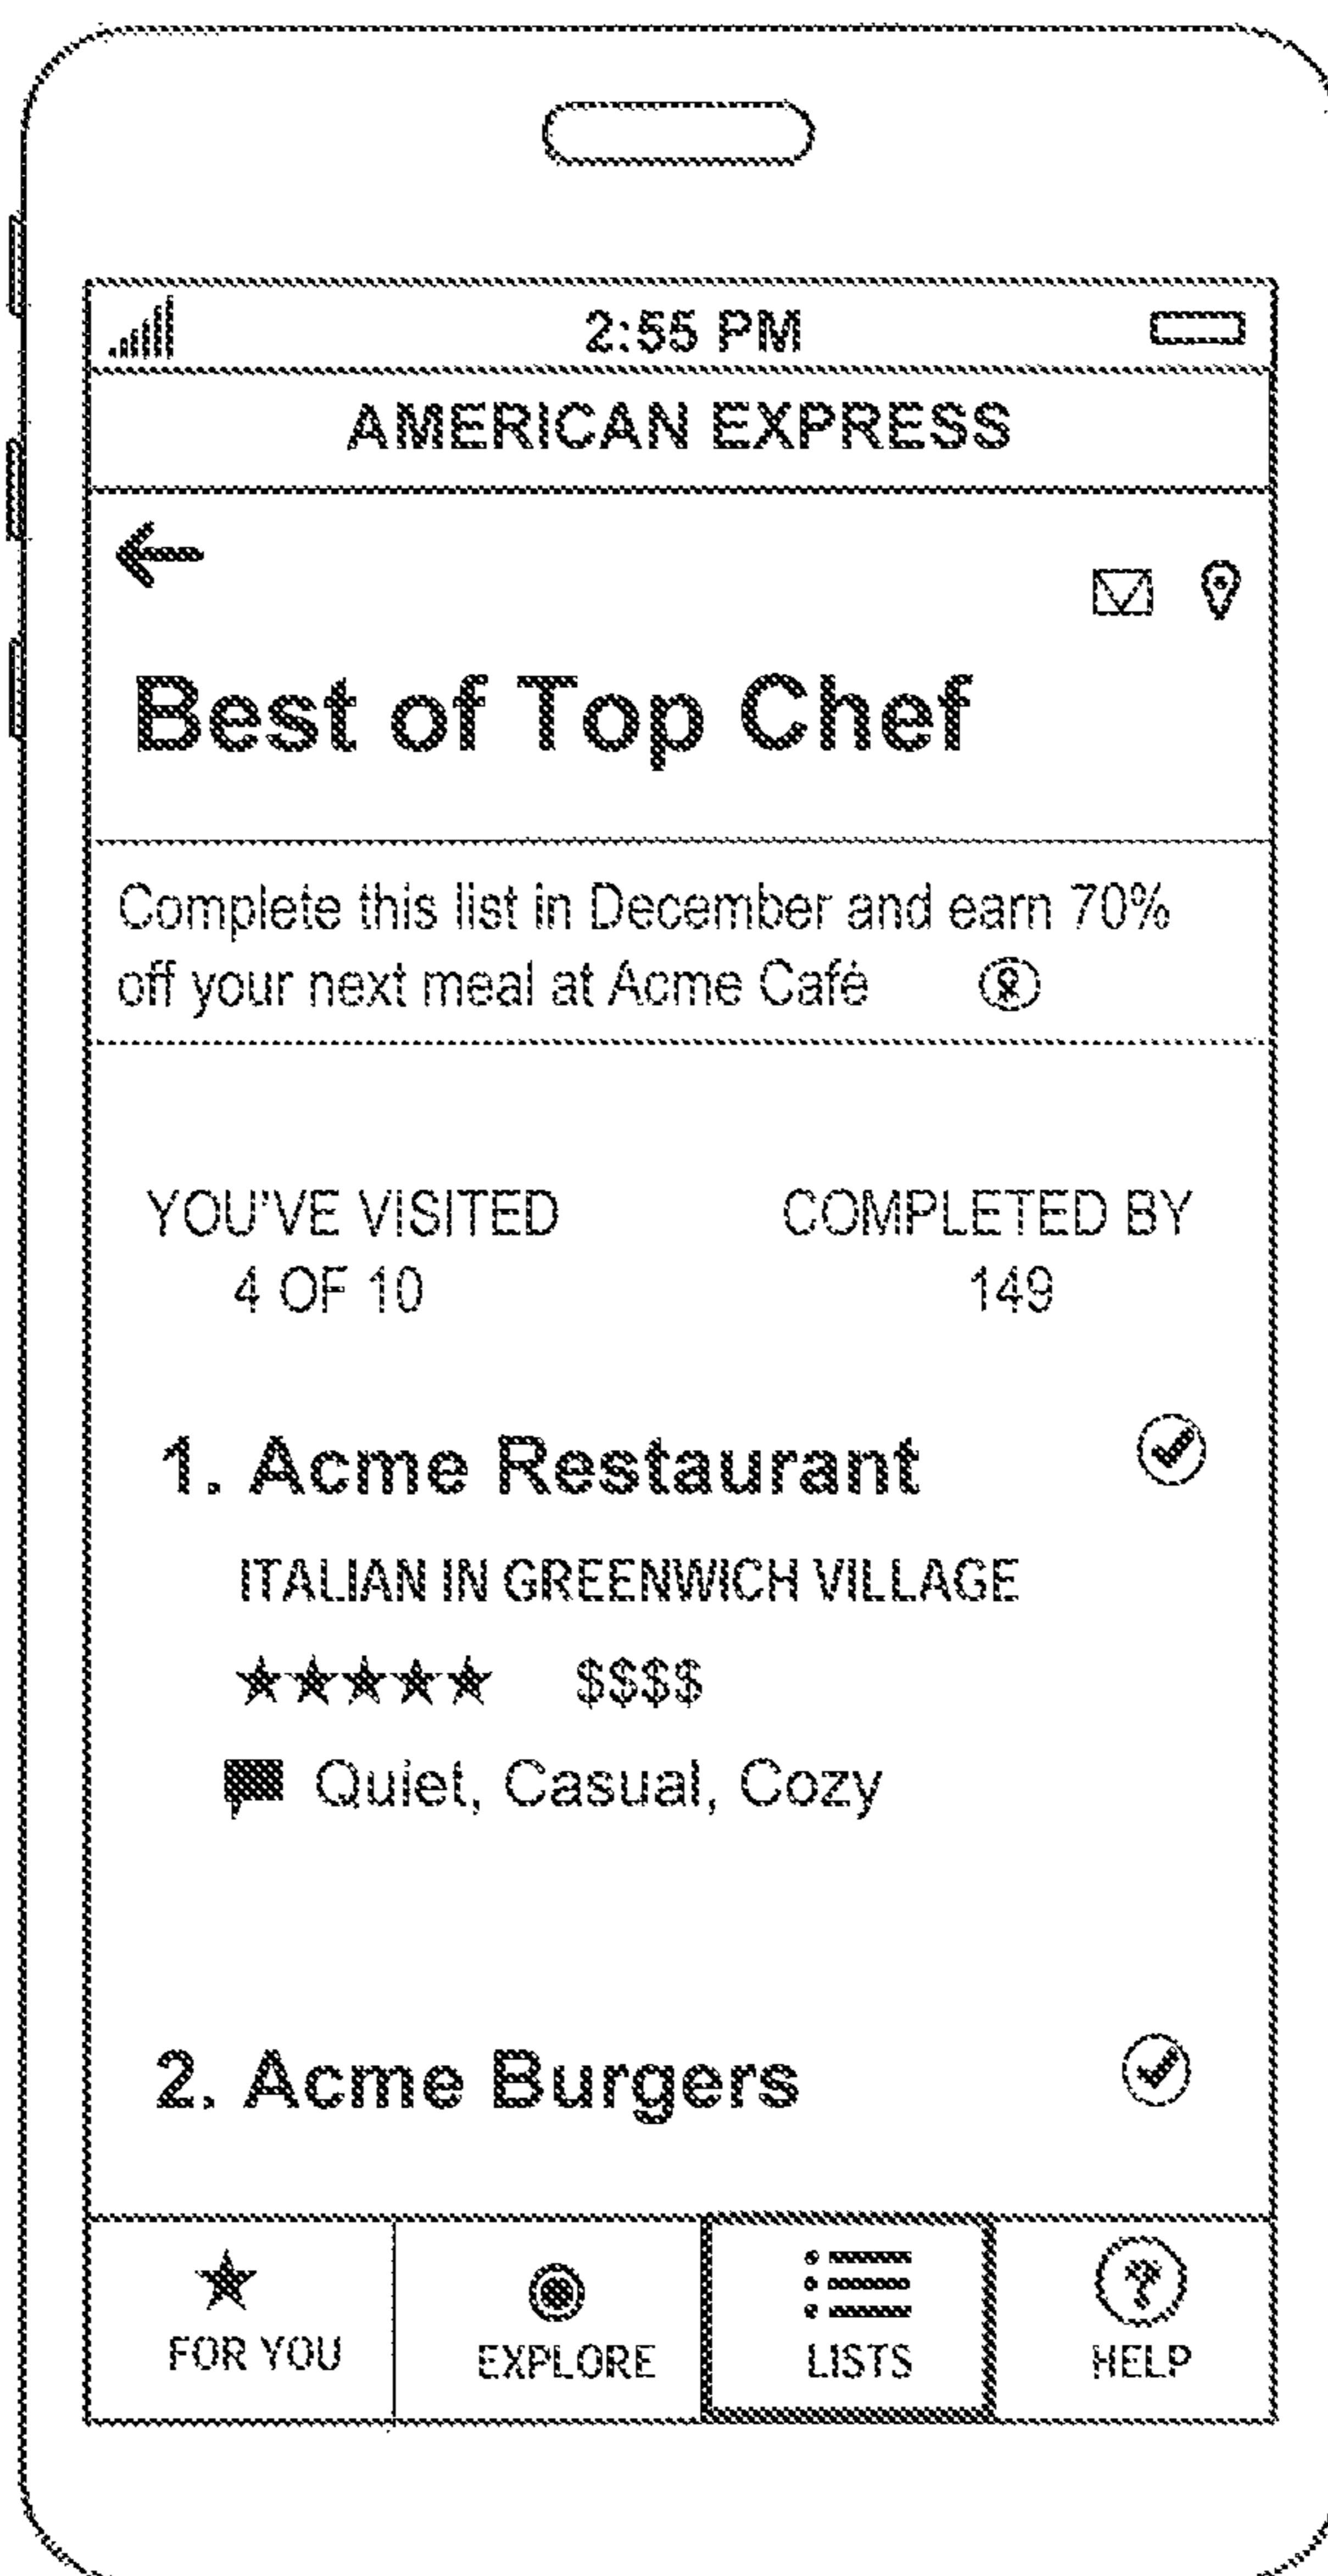 2:55 PM
AMERICAN EXPRESS
Best of Top Chef
Complete this list in December and earn 70%
off your next meal at Acme Café
YOU'VE VISITED
4 OF 10
COMPLETED BY
149
1. Acme Restaurant
ITALIAN IN GREENWICH VILLAGE
★★★★★ $$$$
Quiet, Casual, Cozy
2. Acme Burgers
FOR YOU
EXPLORE
LISTS
? HELP